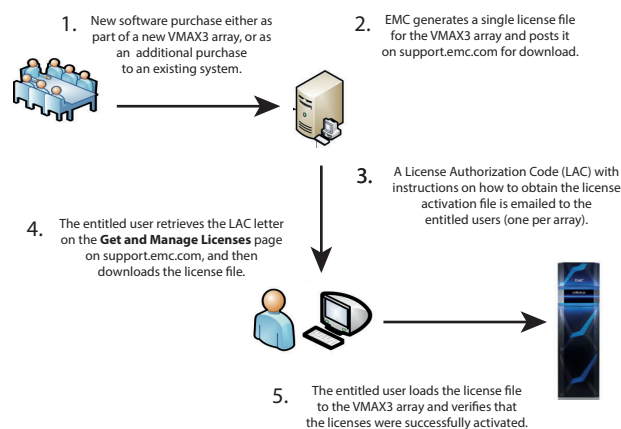 1. New software purchase either as
part of a new VMAX3 array, or as
an additional purchase
to an existing system.
2. EMC generates a single license file
for the VMAX3 array and posts it
on support.emc.com for download.
3. A License Authorization Code (LAC) with
instructions on how to obtain the license
activation file is emailed to the
entitled users (one per array).
4. The entitled user retrieves the LAC letter
on the Get and Manage Licenses page
on support.emc.com, and then
downloads the license file.
EMC
5. The entitled user loads the license file
to the VMAX3 array and verifies that
the licenses were successfully activated.